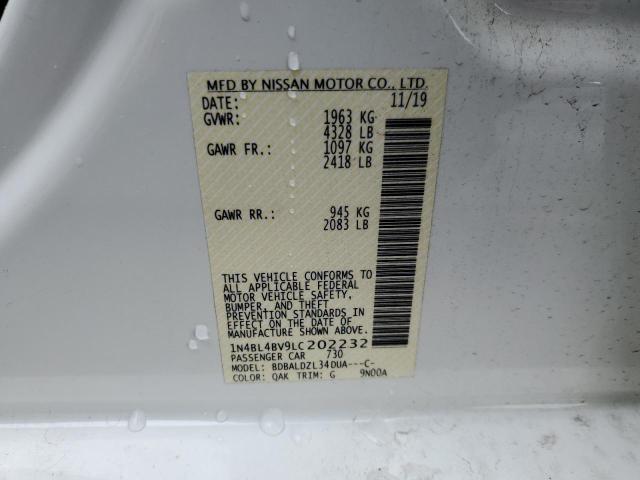 MFD BY NISSAN MOTOR CO., LTD.
DATE: 11/19
GVWR: 1963 KG
4328 LB
GAWR FR.: 1097 KG
2418 LB
GAWR RR.: 945 KG
2083 LB
THIS VEHICLE CONFORMS TO
ALL APPLICABLE FEDERAL
MOTOR VEHICLE SAFETY,
BUMPER, AND THEFT
PREVENTION STANDARDS IN
EFFECT ON THE DATE OF
MANUFACTURE SHOWN ABOVE.
1N4BL4BV9LC202232
PASSENGER CAR 730
MODEL: BDBALDZL34DUA---C-
COLOR: QAK TRIM: G 9N00A